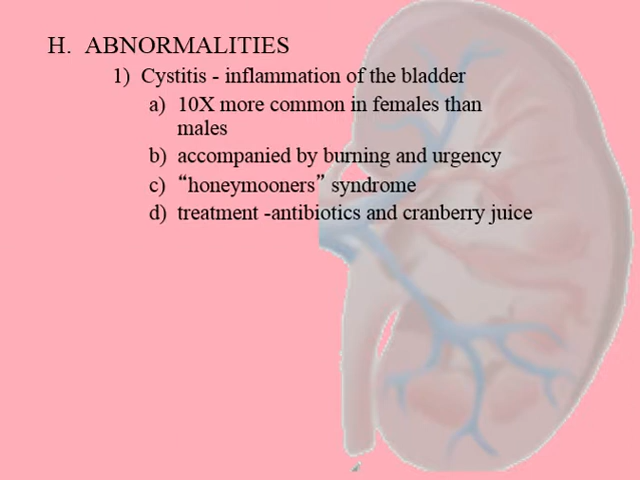 H. ABNORMALITIES
1) Cystitis - inflammation of the bladder
a) 10X more common in females than
males
b) accompanied by burning and urgency
c) “honeymooners” syndrome
d) treatment -antibiotics and cranberry juice